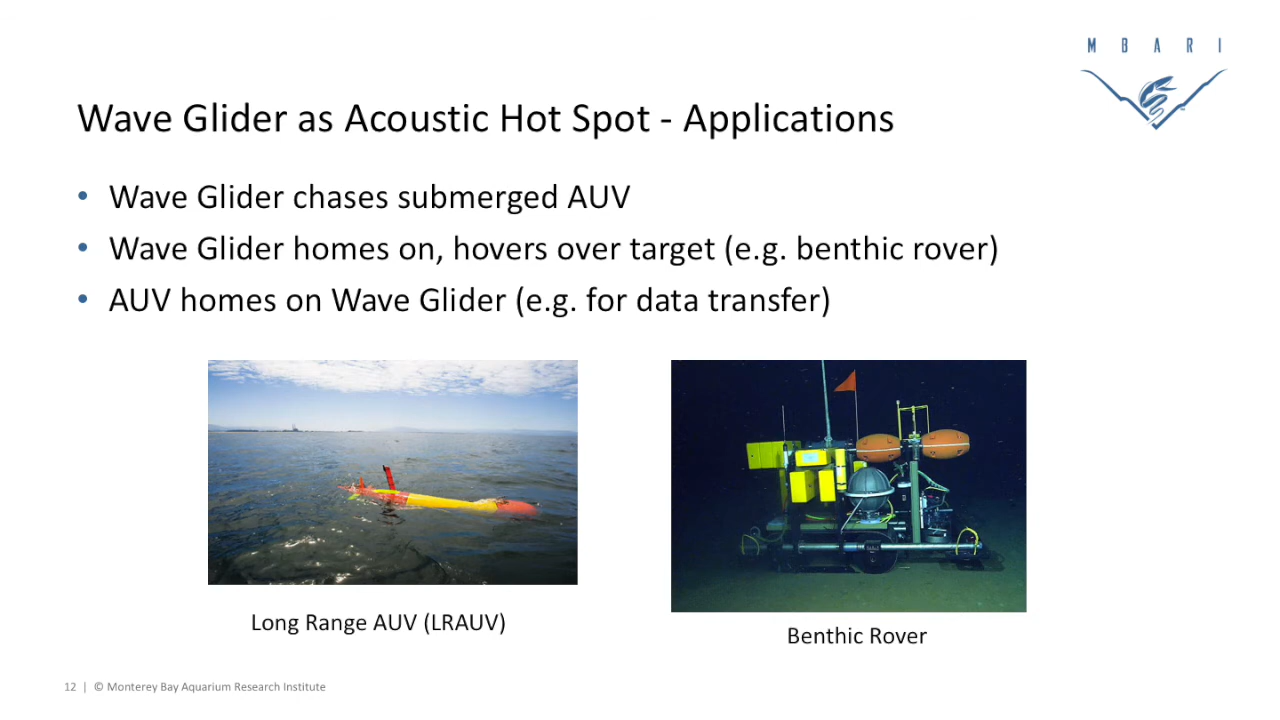 M B A R I
Wave Glider as Acoustic Hot Spot - Applications
• Wave Glider chases submerged AUV
• Wave Glider homes on, hovers over target (e.g. benthic rover)
• AUV homes on Wave Glider (e.g. for data transfer)
Long Range AUV (LRAUV)
Benthic Rover
12 | © Monterey Bay Aquarium Research Institute